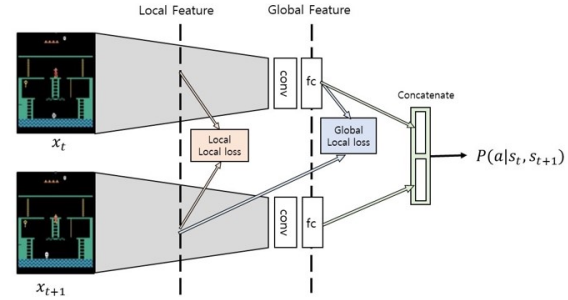 Local Feature
Global Feature
conv
fc
Concatenate
x_t
Local
Local loss
Global
Local loss
P(a|s_t, s_{t+1})
conv
fc
x_{t+1}